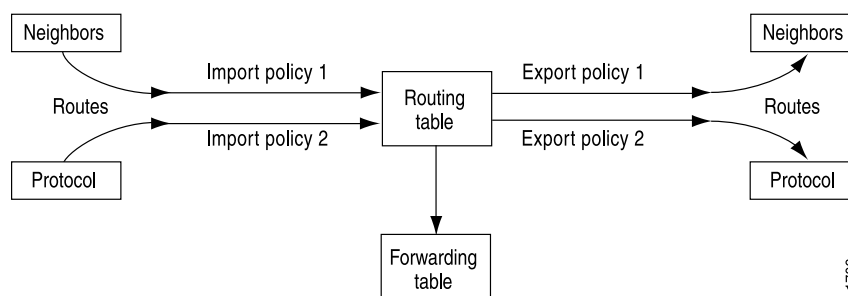 Neighbors
Neighbors
Import policy 1
Export policy 1
Routes
Routing
table
Routes
Import policy 2
Export policy 2
Protocol
Protocol
Forwarding
table